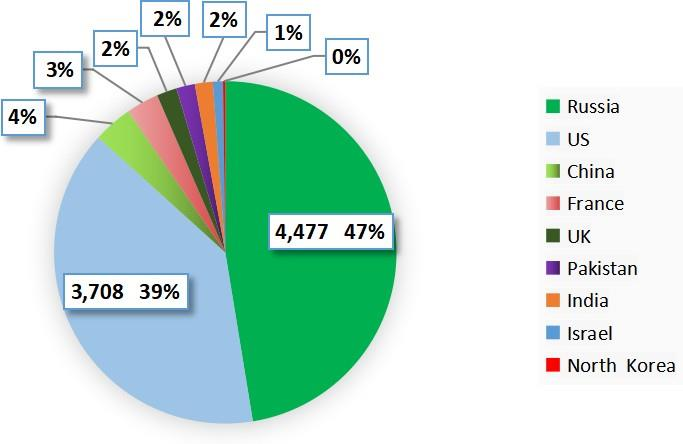 2%
2%
1%
2%
0%
3%
4%
4,477 47%
3,708 39%
Russia
US
China
France
UK
Pakistan
India
Israel
North Korea